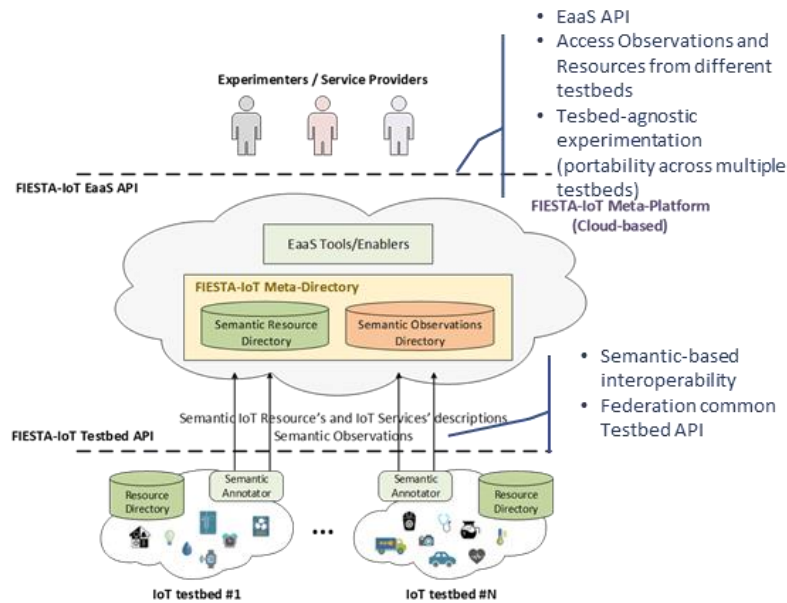 • EaaS API
• Access Observations and
Resources from different
testbeds
• Tesbed-agnostic
experimentation
(portability across multiple
testbeds)
Experimenters / Service Providers
FIESTA-IoT EaaS API
FIESTA-IoT Meta-Platform
(Cloud-based)
EaaS Tools/Enablers
FIESTA-IoT Meta-Directory
Semantic Resource
Directory
Semantic Observations
Directory
• Semantic-based
interoperability
• Federation common
Testbed API
Semantic IoT Resource's and IoT Services' descriptions
Semantic Observations
FIESTA-IoT Testbed API
Resource
Directory
Semantic
Annotator
...
Semantic
Annotator
Resource
Directory
IoT testbed #1
IoT testbed #N